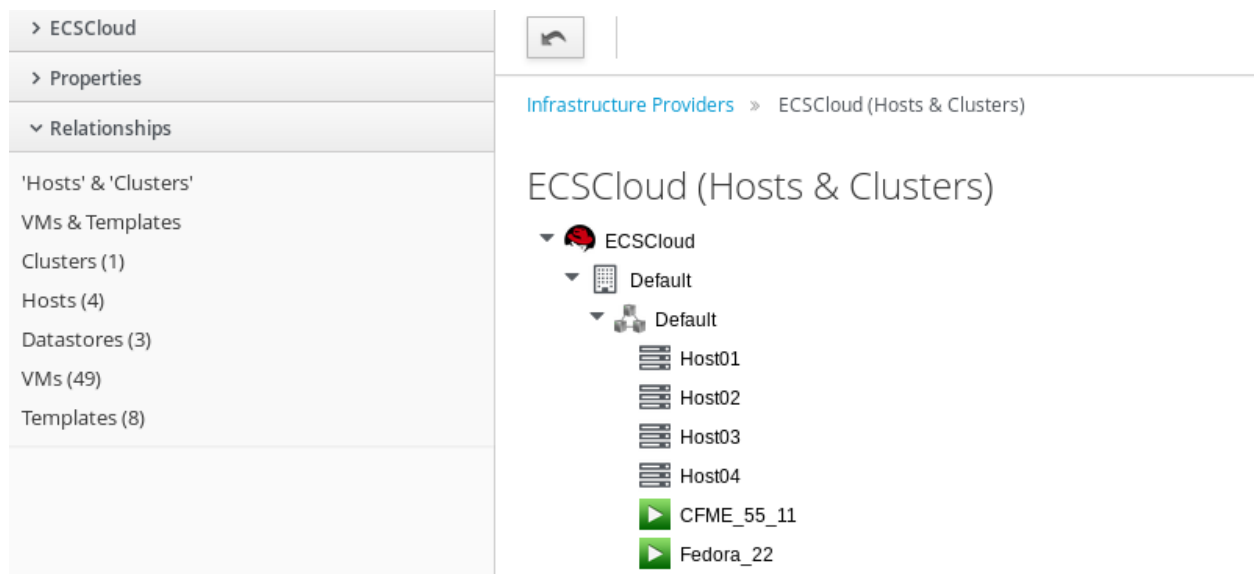 ECSCloud
Properties
Relationships
'Hosts' & 'Clusters'
VMs & Templates
Clusters (1)
Hosts (4)
Datastores (3)
VMs (49)
Templates (8)
Infrastructure Providers » ECSCloud (Hosts & Clusters)
ECSCloud (Hosts & Clusters)
ECSCloud
Default
Default
Host01
Host02
Host03
Host04
CFME_55_11
Fedora_22